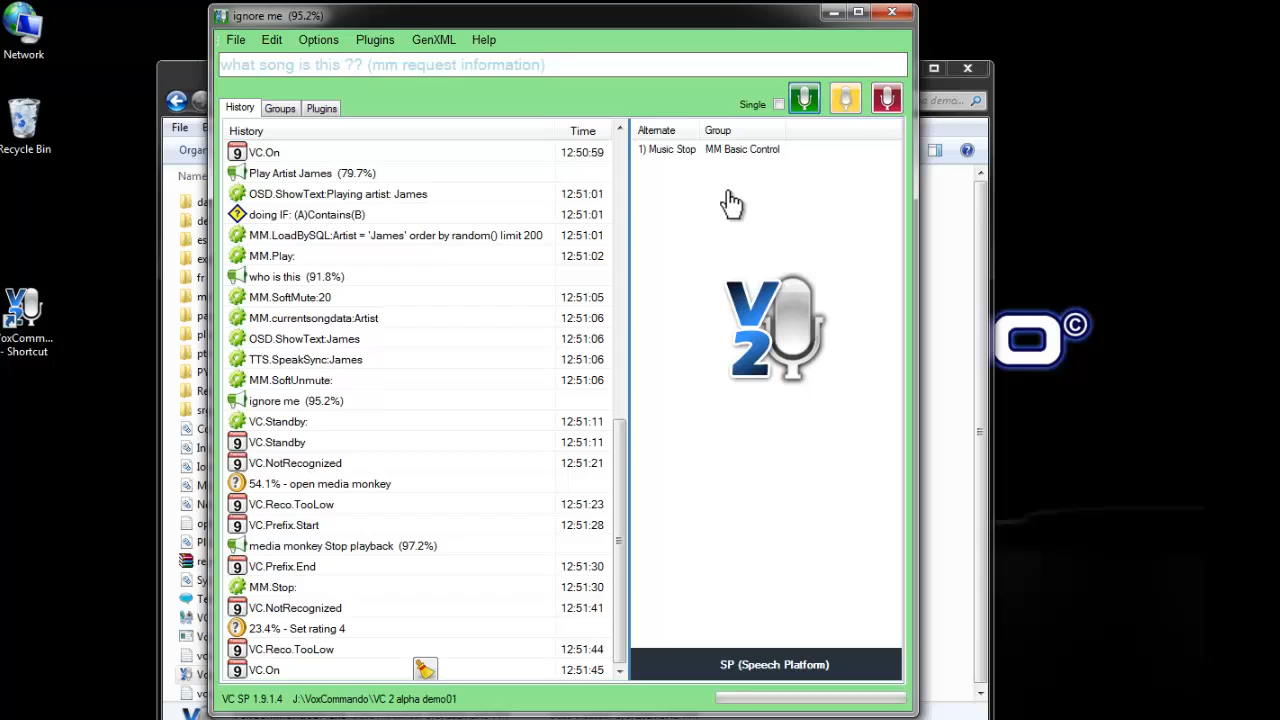 Network
Recycle Bin
VoxComm...
- Shortcut
ignore me (95.2%)
File Edit Options Plugins GenXML Help
what song is this ?? (mm request information)
History Groups Plugins
Single
History Time
VC.On 12:50:59
Play Artist James (79.7%)
OSD.ShowText:Playing artist: James 12:51:01
doing IF: (A)Contains(B) 12:51:01
MM.LoadBySQL:Artist = 'James' order by random() limit 200 12:51:01
MM.Play: 12:51:02
who is this (91.8%)
MM.SoftMute:20 12:51:05
MM.currentsongdata:Artist 12:51:06
OSD.ShowText:James 12:51:06
TTS.SpeakSync:James 12:51:06
MM.SoftUnmute: 12:51:06
ignore me (95.2%)
VC.Standby: 12:51:11
VC.Standby 12:51:11
VC.NotRecognized 12:51:21
54.1% - open media monkey
VC.Reco.TooLow 12:51:23
VC.Prefix.Start 12:51:28
media monkey Stop playback (97.2%)
VC.Prefix.End 12:51:30
MM.Stop: 12:51:30
VC.NotRecognized 12:51:41
23.4% - Set rating 4
VC.Reco.TooLow 12:51:44
VC.On 12:51:45
Alternate Group
1) Music Stop MM Basic Control
V2
SP (Speech Platform)
VC SP 1.9.1.4 J:\VoxCommando\VC 2 alpha demo01
demo...
File
Organ
Name
o©